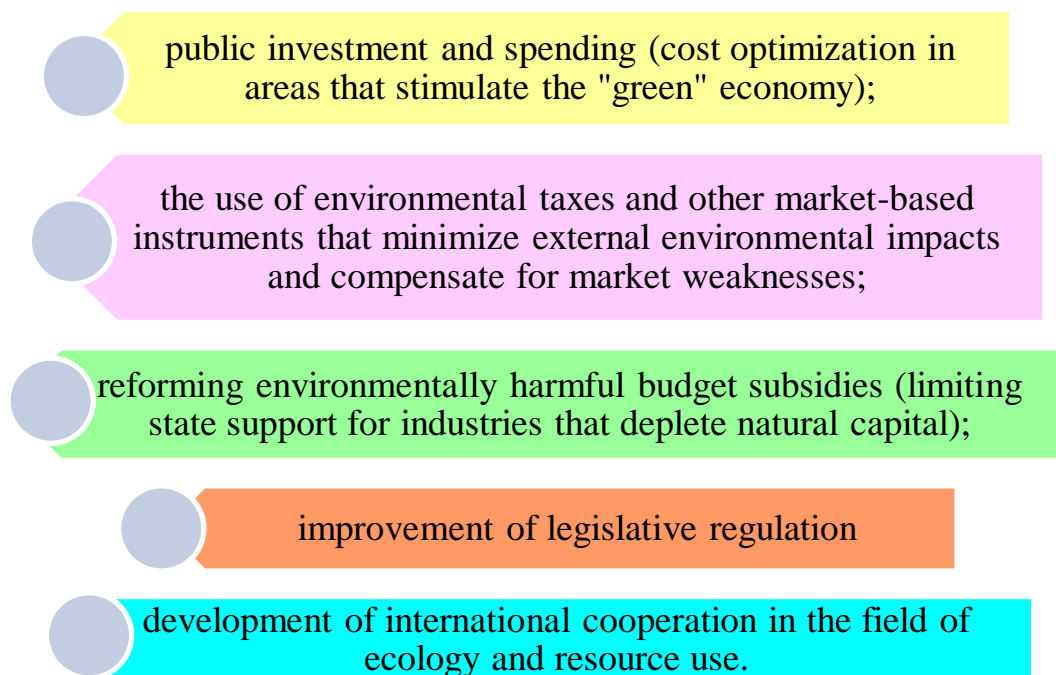 public investment and spending (cost optimization in
areas that stimulate the "green" economy);
the use of environmental taxes and other market-based
instruments that minimize external environmental impacts
and compensate for market weaknesses;
reforming environmentally harmful budget subsidies (limiting
state support for industries that deplete natural capital);
improvement of legislative regulation
development of international cooperation in the field of
ecology and resource use.